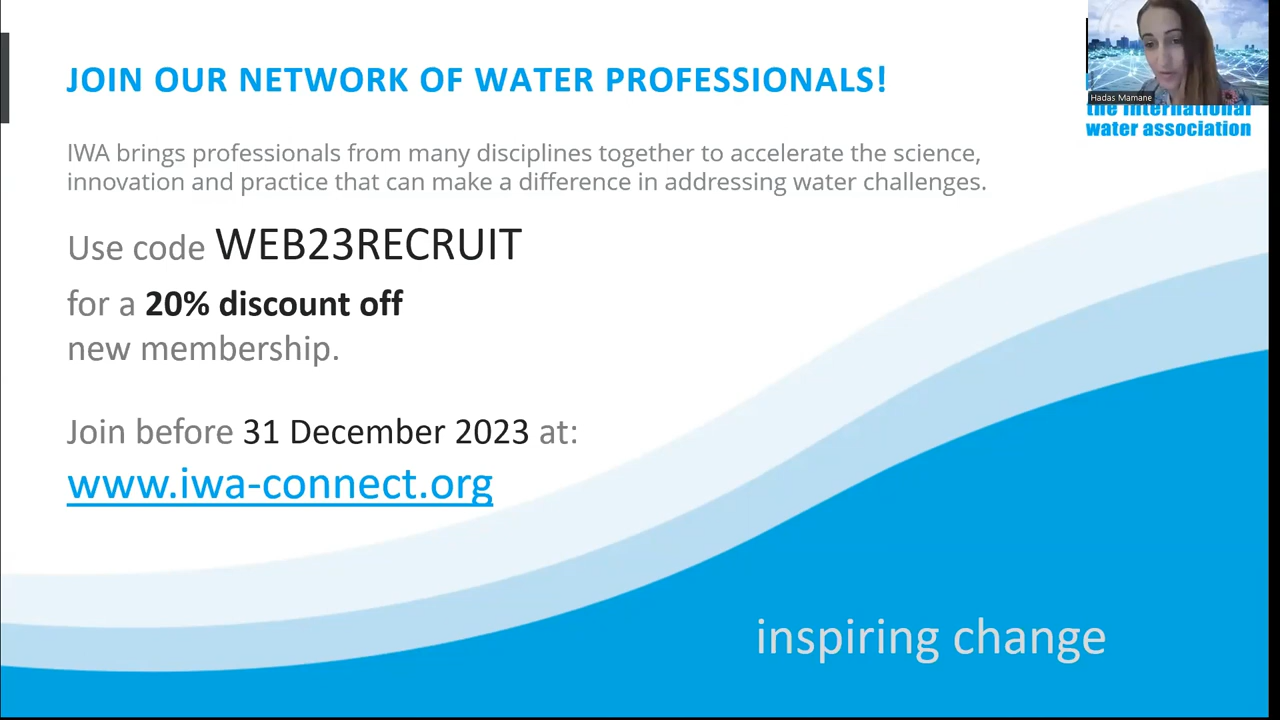 JOIN OUR NETWORK OF WATER PROFESSIONALS!
Hadas Mamane
the international
water association
IWA brings professionals from many disciplines together to accelerate the science,
innovation and practice that can make a difference in addressing water challenges.
Use code WEB23RECRUIT
for a 20% discount off
new membership.
Join before 31 December 2023 at:
www.iwa-connect.org
inspiring change